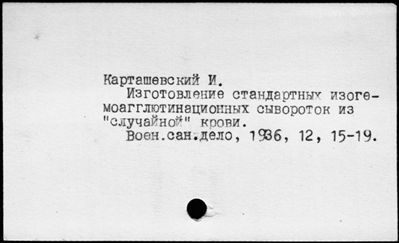 Карташевский И.
Изготовление стандартных изоге-
моагглютинационных сывороток из
"случайной" крови.
Воен.сан.дело, 1936, 12, 15-19.